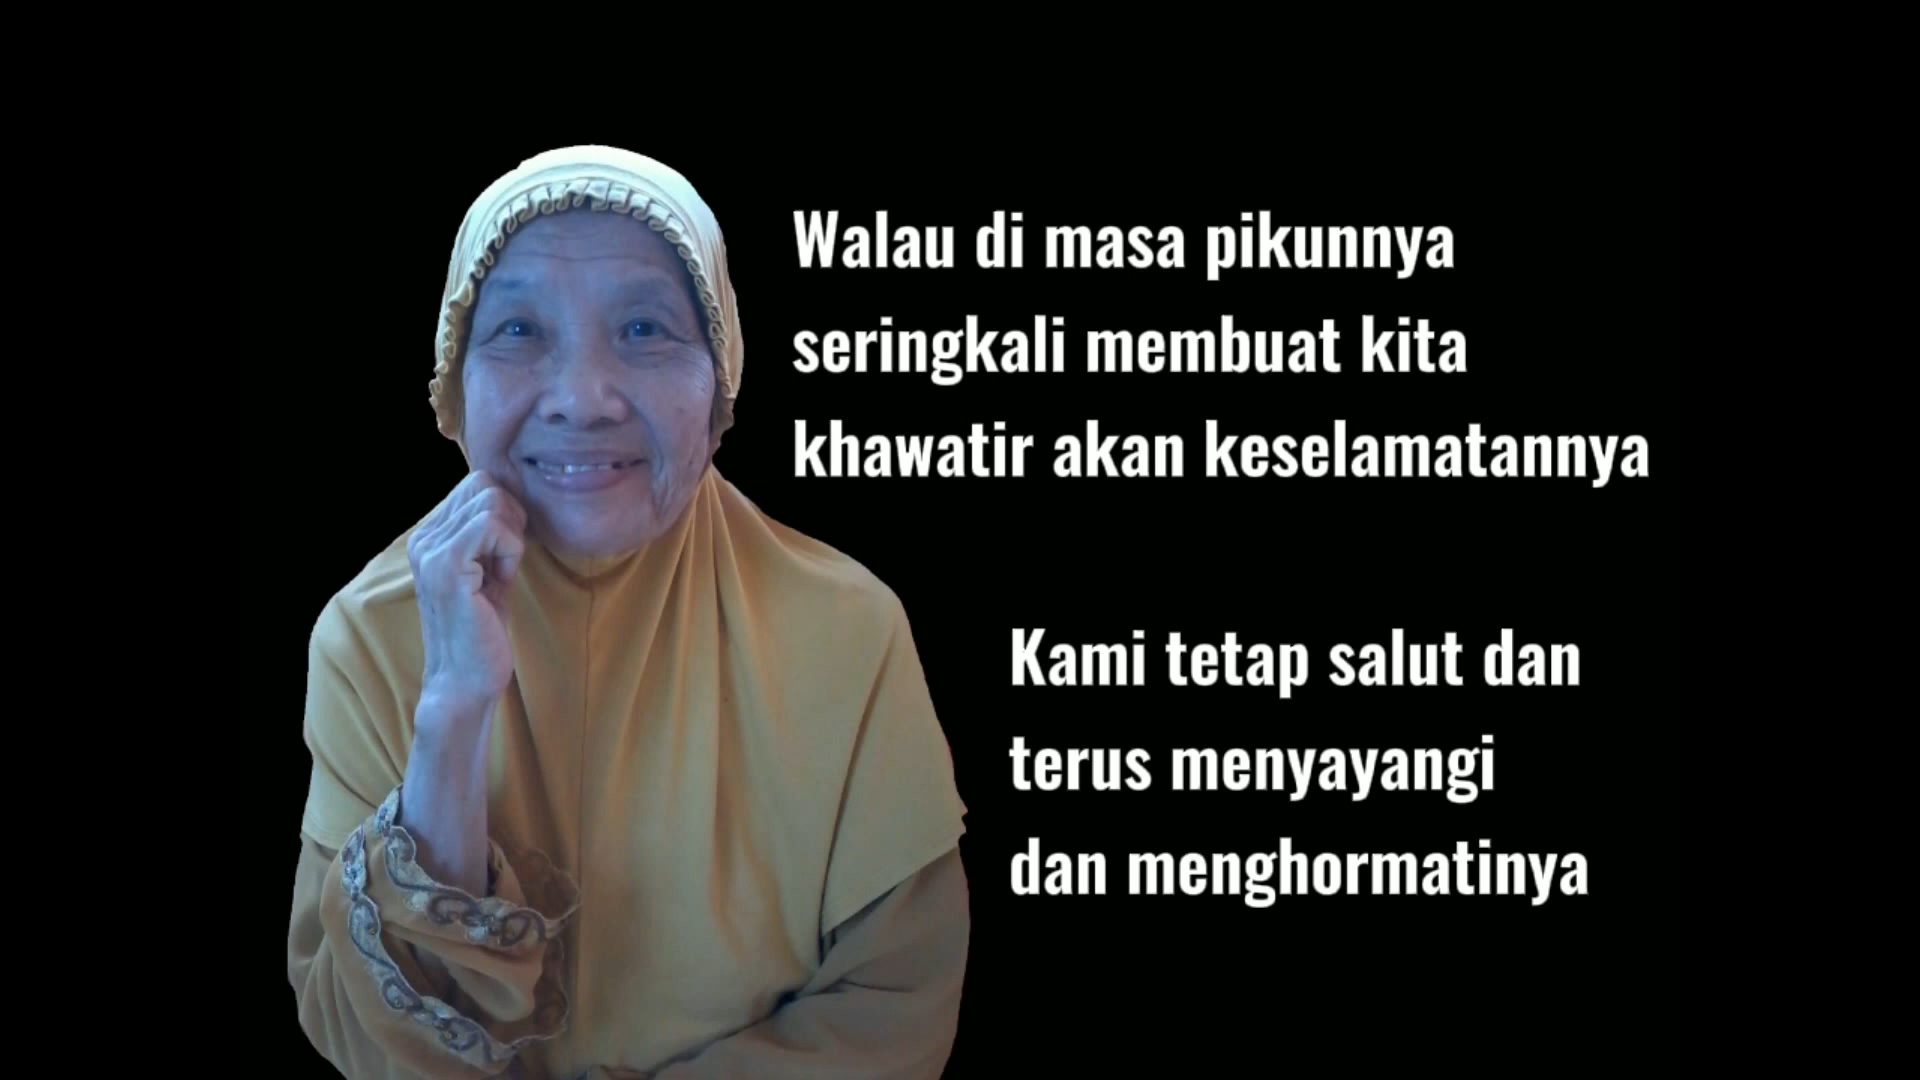 Walau di masa pikunnya
seringkali membuat kita
khawatir akan keselamatannya
Kami tetap salut dan
terus menyayangi
dan menghormatinya